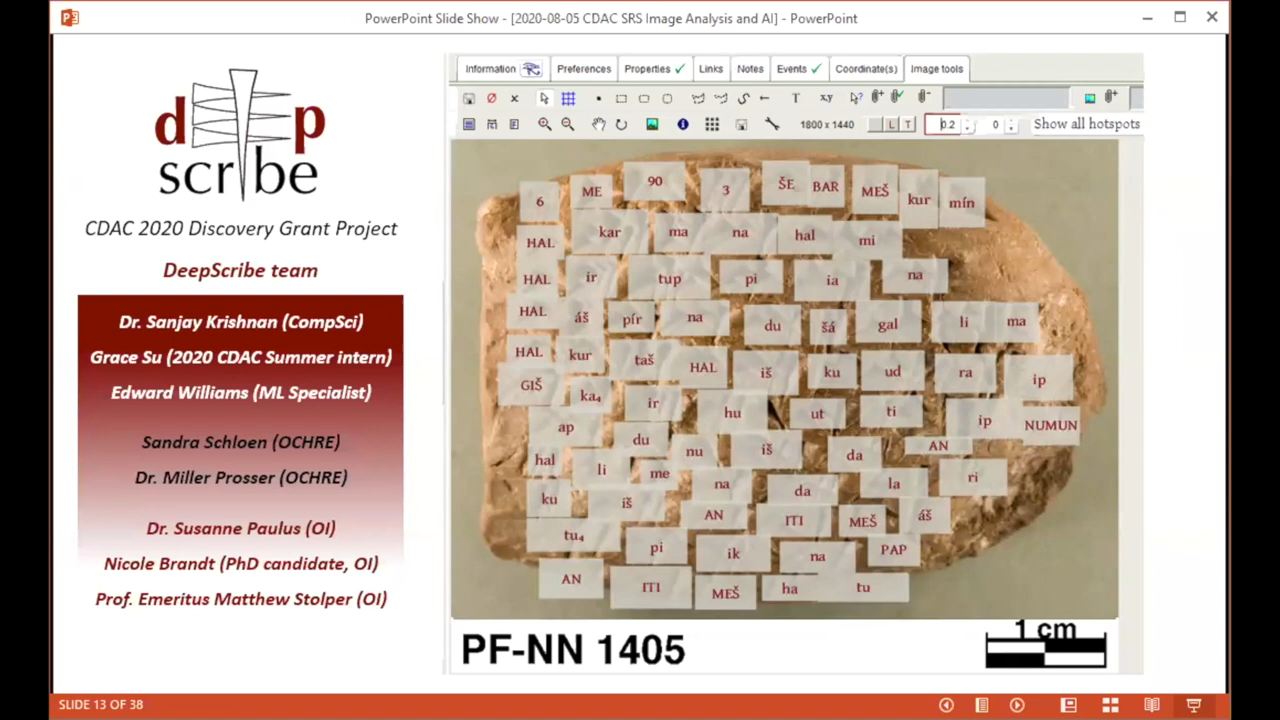 PowerPoint Slide Show - [2020-08-05 CDAC SRS Image Analysis and AI] - PowerPoint
deep
scribe
CDAC 2020 Discovery Grant Project
DeepScribe team
Dr. Sanjay Krishnan (CompSci)
Grace Su (2020 CDAC Summer intern)
Edward Williams (ML Specialist)
Sandra Schloen (OCHRE)
Dr. Miller Prosser (OCHRE)
Dr. Susanne Paulus (OI)
Nicole Brandt (PhD candidate, OI)
Prof. Emeritus Matthew Stolper (OI)
Information Preferences Properties Links Notes Events Coordinate(s) Image tools
T x,y
1800 x 1440 L T 0.2 0 Show all hotspots
6 ME 90 3 ŠE BAR MEŠ kur mín
HAL kar ma na hal mi
HAL ir tup pi ia na
HAL áš pír na du šá gal li ma
HAL kur taš HAL iš ku ud ra ip
GIŠ ka₄ ir hu ut ti ip NUMUN
ap du nu iš da AN
hal li me na da la ri
ku iš AN ITI MEŠ áš
tu₄ pi ik na PAP
AN ITI MEŠ ha tu
PF-NN 1405
1 cm
SLIDE 13 OF 38